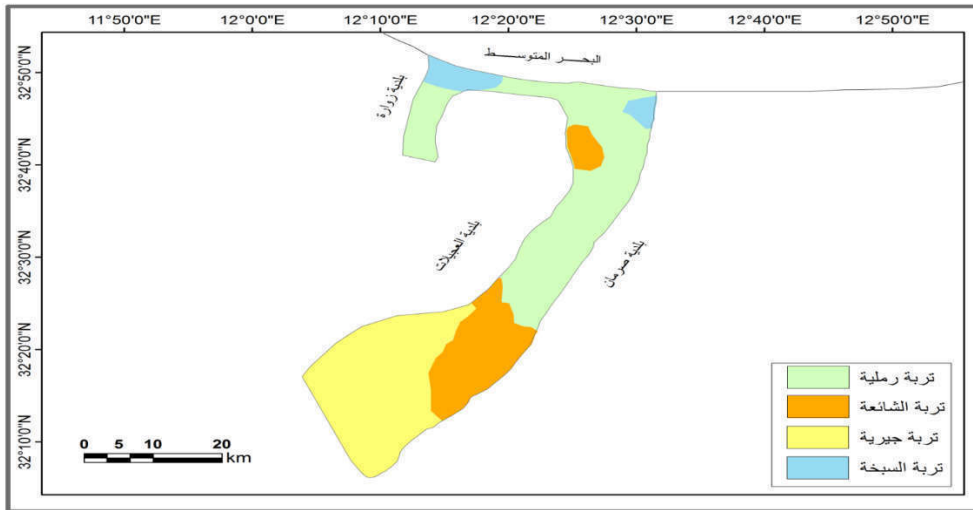 11°50'0"E 12°0'0"E 12°10'0"E 12°20'0"E 12°30'0"E 12°40'0"E 12°50'0"E
البحر المتوسط
32°50'0"N
بلدية زوارة
32°40'0"N
بلدية العجيلات
بلدية صرمان
32°30'0"N
32°20'0"N
32°10'0"N
تربة رملية
تربة الشائعة
تربة جيرية
تربة السبخة
0 5 10 20
km